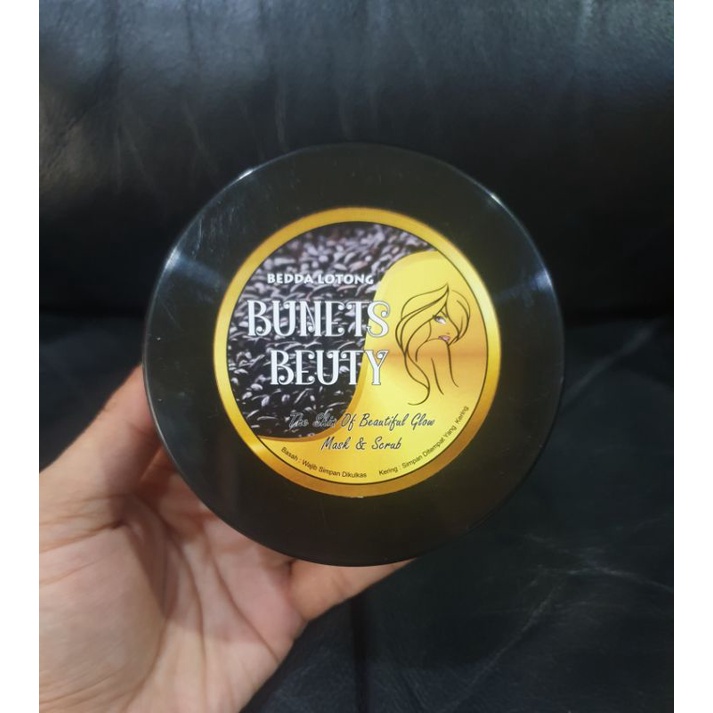 BEDDA LOTONG
BUNETS
BEUTY
The Of Beautiful Glow
Mask & Scrub
Basah : Wajib Simpan Dikulkas
Kering : Simpan Ditempat Yang Kering